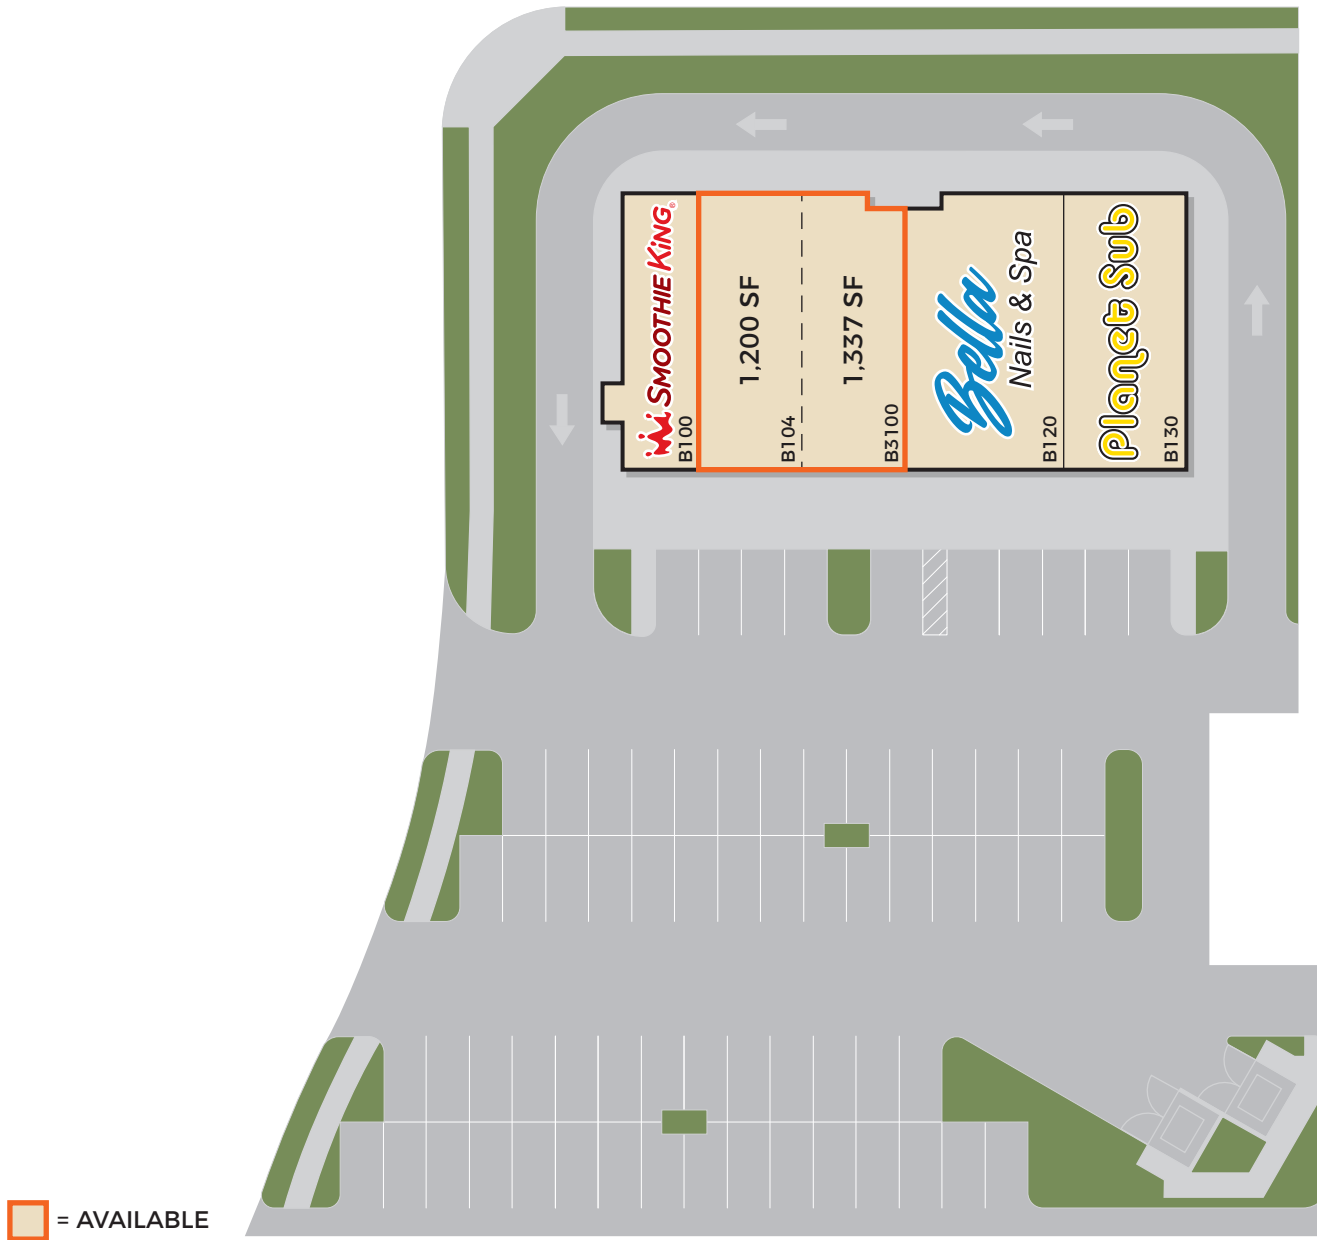 SMOOTHIE KING®
B100
1,200 SF
B104
1,337 SF
B3100
Bella
Nails & Spa
B120
Planet Sub
B130
= AVAILABLE